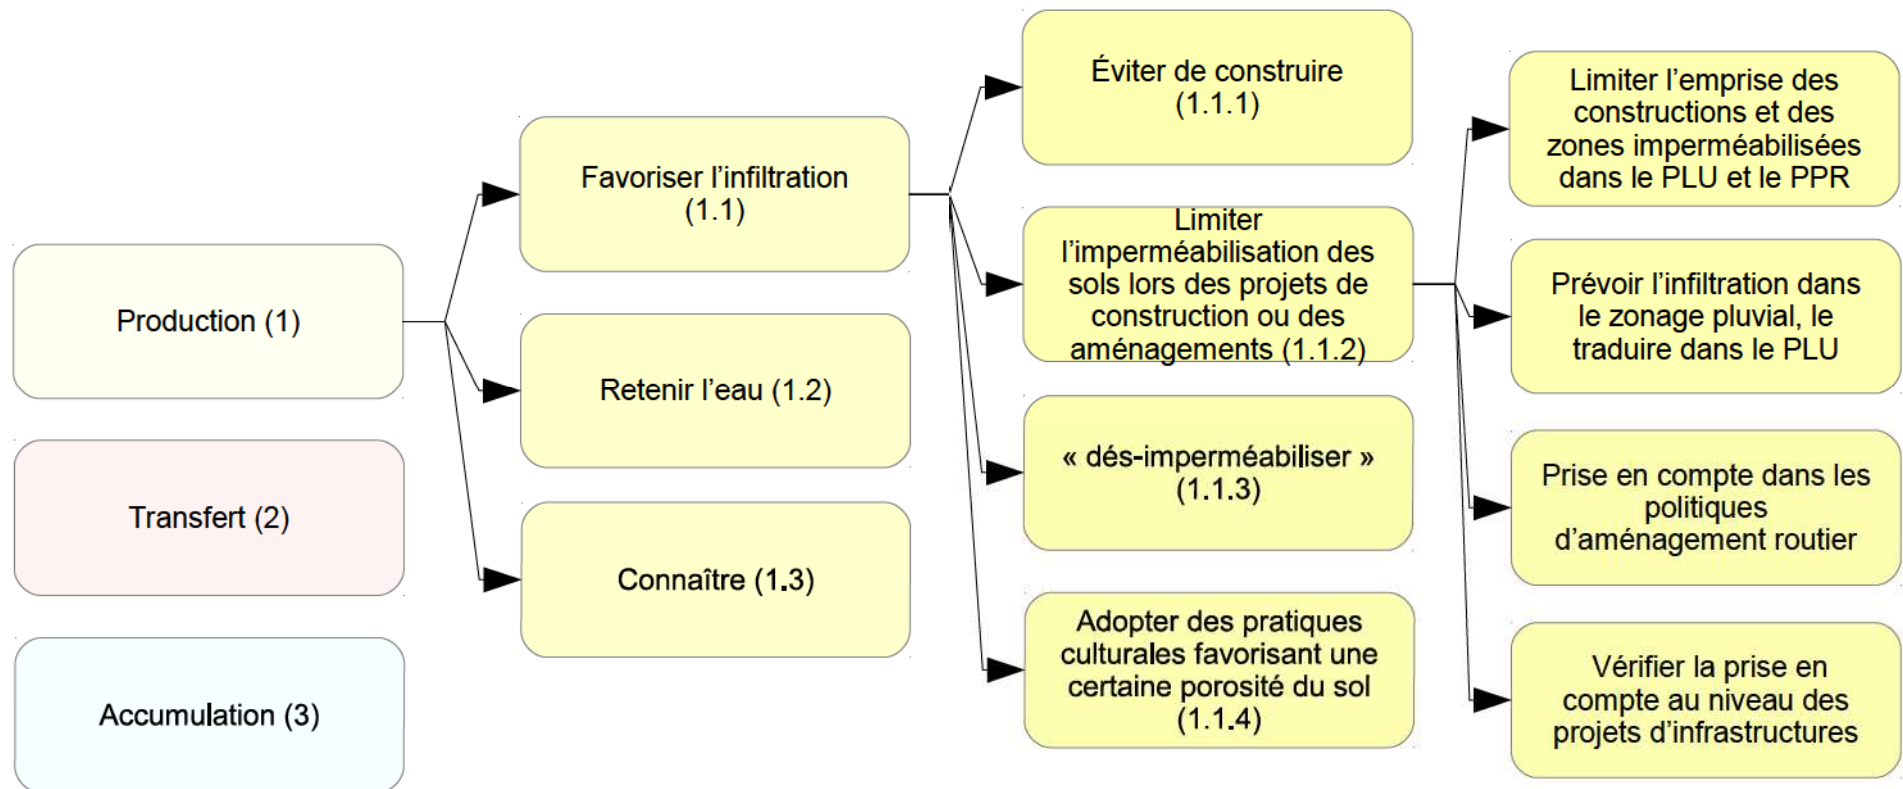 Production (1)
Transfert (2)
Accumulation (3)
Favoriser l’infiltration
(1.1)
Retenir l’eau (1.2)
Connaître (1.3)
Éviter de construire
(1.1.1)
Limiter
l’imperméabilisation des
sols lors des projets de
construction ou des
aménagements (1.1.2)
« dés-imperméabiliser »
(1.1.3)
Adopter des pratiques
culturales favorisant une
certaine porosité du sol
(1.1.4)
Limiter l’emprise des
constructions et des
zones imperméabilisées
dans le PLU et le PPR
Prévoir l’infiltration dans
le zonage pluvial, le
traduire dans le PLU
Prise en compte dans les
politiques
d’aménagement routier
Vérifier la prise en
compte au niveau des
projets d’infrastructures